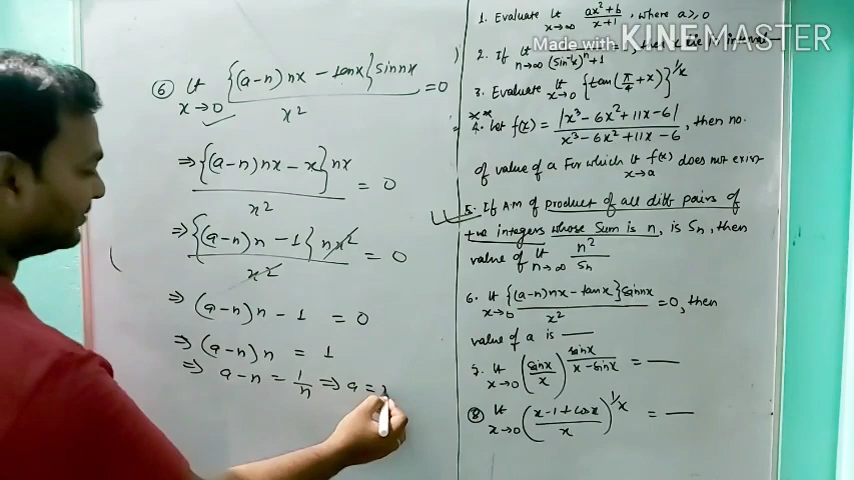 ⑥ lt x→0 {(a-n)nx - tanx}sinnx / x² = 0
⇒ {(a-n)nx - x}nx / x² = 0
⇒ {(a-n)n - 1}nx² / x² = 0
⇒ (a-n)n - 1 = 0
⇒ (a-n)n = 1
⇒ a-n = 1/n ⇒ a =
1. Evaluate lt x→∞ ax²+b / x+1, where a≥0
Made with KINEMASTER
2. If lt n→∞ (sin⁻¹x)ⁿ+1
3. Evaluate lt x→0 {tan(π/4 + x)}^1/x
** 4. Let f(x) = |x³-6x²+11x-6| / x³-6x²+11x-6, then no.
of value of a for which lt x→a f(x) does not exist
5. If A.M of product of all diff pairs of
+ve integers whose sum is n, is Sn, then
value of lt n→∞ n² / Sn
6. lt x→0 {(a-n)nx - tanx}sinnx / x² = 0, then
value of a is —
7. lt x→0 (sinx / x)^sinx / x-sinx = —
⑧ lt x→0 (x-1+cosx / x)^1/x = —